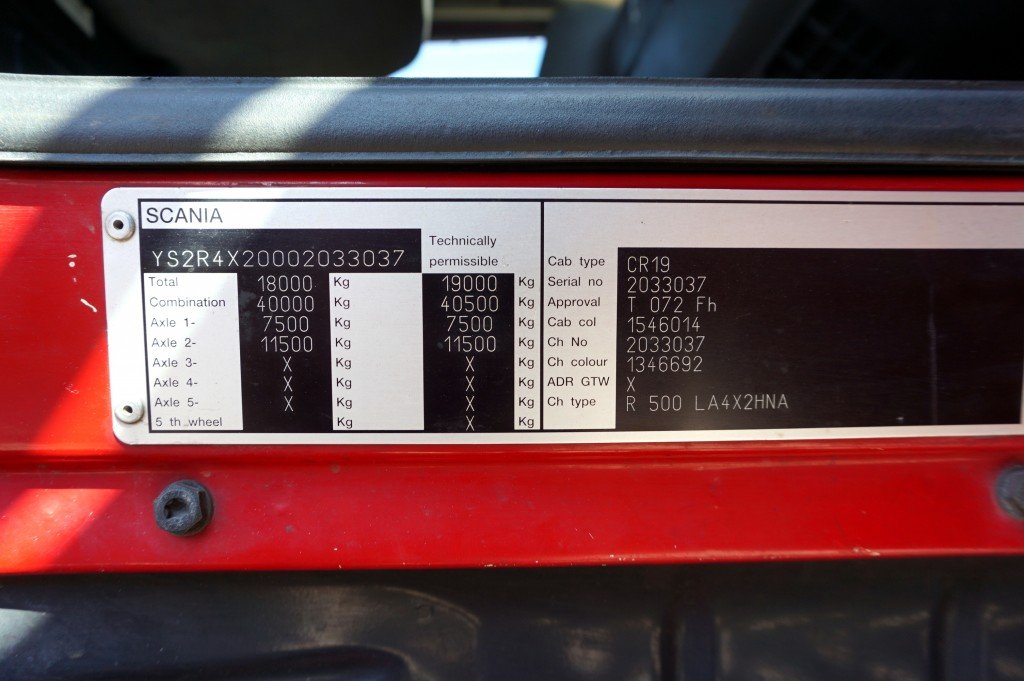 SCANIA
YS2R4X20002033037 Technically permissible
Total 18000 Kg 19000 Kg
Combination 40000 Kg 40500 Kg
Axle 1- 7500 Kg 7500 Kg
Axle 2- 11500 Kg 11500 Kg
Axle 3- X Kg X Kg
Axle 4- X Kg X Kg
Axle 5- X Kg X Kg
5 th wheel Kg X Kg
Cab type CR19
Serial no 2033037
Approval T 072 Fh
Cab col 1546014
Ch No 2033037
Ch colour 1346692
ADR GTW X
Ch type R 500 LA4X2HNA